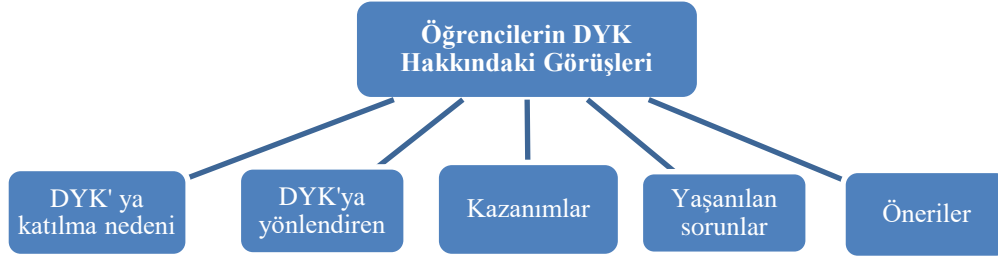 Öğrencilerin DYK
Hakkındaki Görüşleri
DYK' ya
katılma nedeni
DYK'ya
yönlendiren
Kazanımlar
Yaşanılan
sorunlar
Öneriler